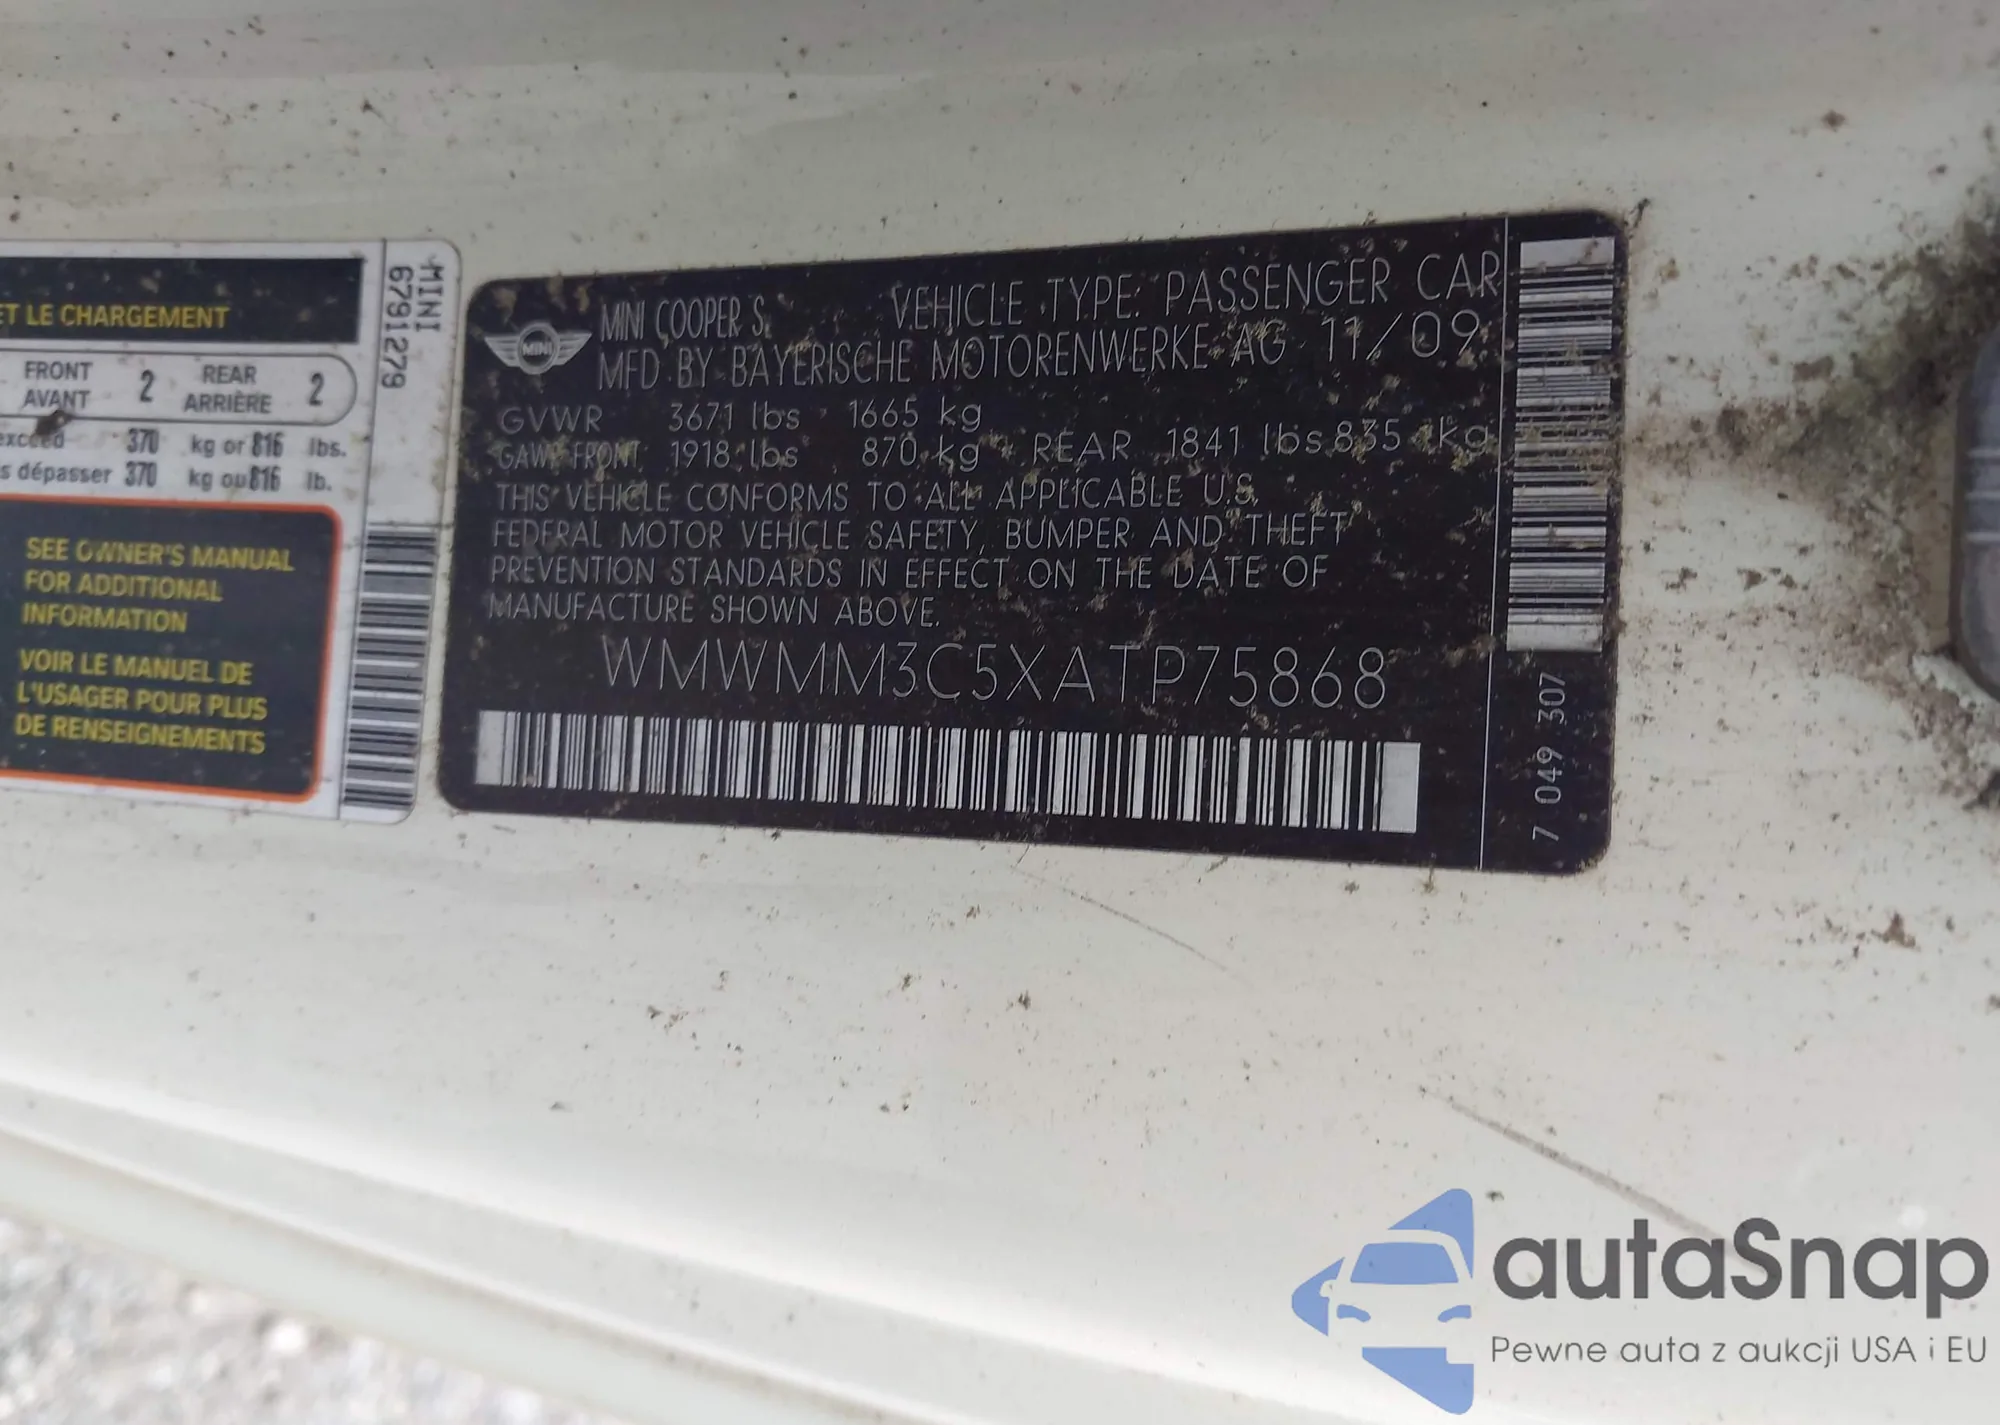 ET LE CHARGEMENT
FRONT
AVANT
2
REAR
ARRIÈRE
2
exceed 370 kg or 816 lbs.
s dépasser 370 kg ou 816 lb.
SEE OWNER'S MANUAL
FOR ADDITIONAL
INFORMATION
VOIR LE MANUEL DE
L'USAGER POUR PLUS
DE RENSEIGNEMENTS
MINI
6791279
MINI
MINI COOPER S VEHICLE TYPE: PASSENGER CAR
MFD BY BAYERISCHE MOTORENWERKE AG 11/09
GVWR 3671 lbs 1665 kg
GAWR FRONT 1918 lbs 870 kg REAR 1841 lbs 835 kg
THIS VEHICLE CONFORMS TO ALL APPLICABLE U.S.
FEDERAL MOTOR VEHICLE SAFETY, BUMPER AND THEFT
PREVENTION STANDARDS IN EFFECT ON THE DATE OF
MANUFACTURE SHOWN ABOVE.
WMWMM3C5XATP75868
7 049 307
autaSnap
Pewne auta z aukcji USA i EU